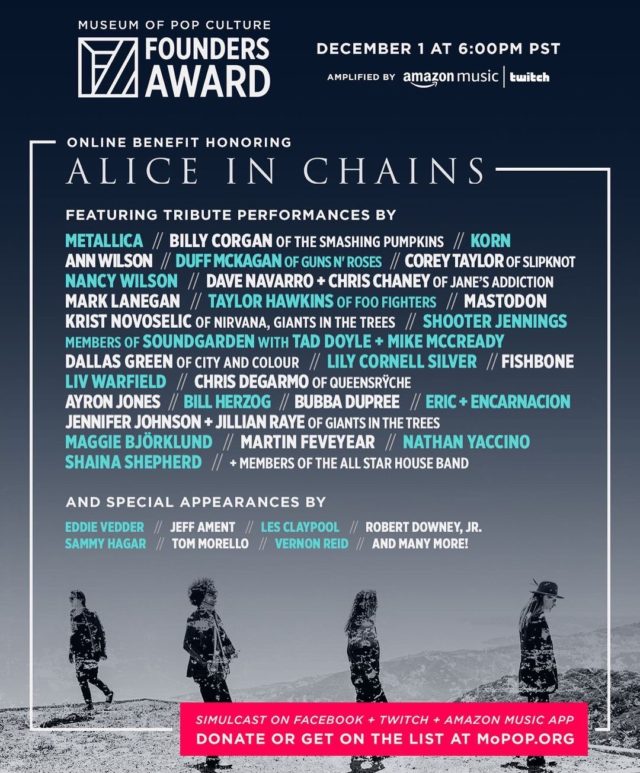 MUSEUM OF POP CULTURE
FOUNDERS
AWARD
DECEMBER 1 AT 6:00PM PST
AMPLIFIED BY amazon music | twitch
ONLINE BENEFIT HONORING
ALICE IN CHAINS
FEATURING TRIBUTE PERFORMANCES BY
METALLICA // BILLY CORGAN OF THE SMASHING PUMPKINS // KORN
ANN WILSON // DUFF MCKAGAN OF GUNS N' ROSES // COREY TAYLOR OF SLIPKNOT
NANCY WILSON // DAVE NAVARRO + CHRIS CHANEY OF JANE'S ADDICTION
MARK LANEGAN // TAYLOR HAWKINS OF FOO FIGHTERS // MASTODON
KRIST NOVOSELIC OF NIRVANA, GIANTS IN THE TREES // SHOOTER JENNINGS
MEMBERS OF SOUNDGARDEN WITH TAD DOYLE + MIKE MCCREADY
DALLAS GREEN OF CITY AND COLOUR // LILY CORNELL SILVER // FISHBONE
LIV WARFIELD // CHRIS DEGARMO OF QUEENSRŸCHE
AYRON JONES // BILL HERZOG // BUBBA DUPREE // ERIC + ENCARNACION
JENNIFER JOHNSON + JILLIAN RAYE OF GIANTS IN THE TREES
MAGGIE BJÖRKLUND // MARTIN FEVEYEAR // NATHAN YACCINO
SHAINA SHEPHERD // + MEMBERS OF THE ALL STAR HOUSE BAND
AND SPECIAL APPEARANCES BY
EDDIE VEDDER // JEFF AMENT // LES CLAYPOOL // ROBERT DOWNEY, JR.
SAMMY HAGAR // TOM MORELLO // VERNON REID // AND MANY MORE!
SIMULCAST ON FACEBOOK + TWITCH + AMAZON MUSIC APP
DONATE OR GET ON THE LIST AT MoPOP.ORG